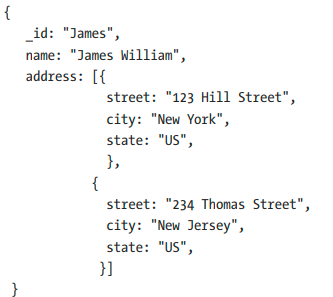 {
_id: "James",
name: "James William",
address: [{
street: "123 Hill Street",
city: "New York",
state: "US",
},
{
street: "234 Thomas Street",
city: "New Jersey",
state: "US",
}]
}